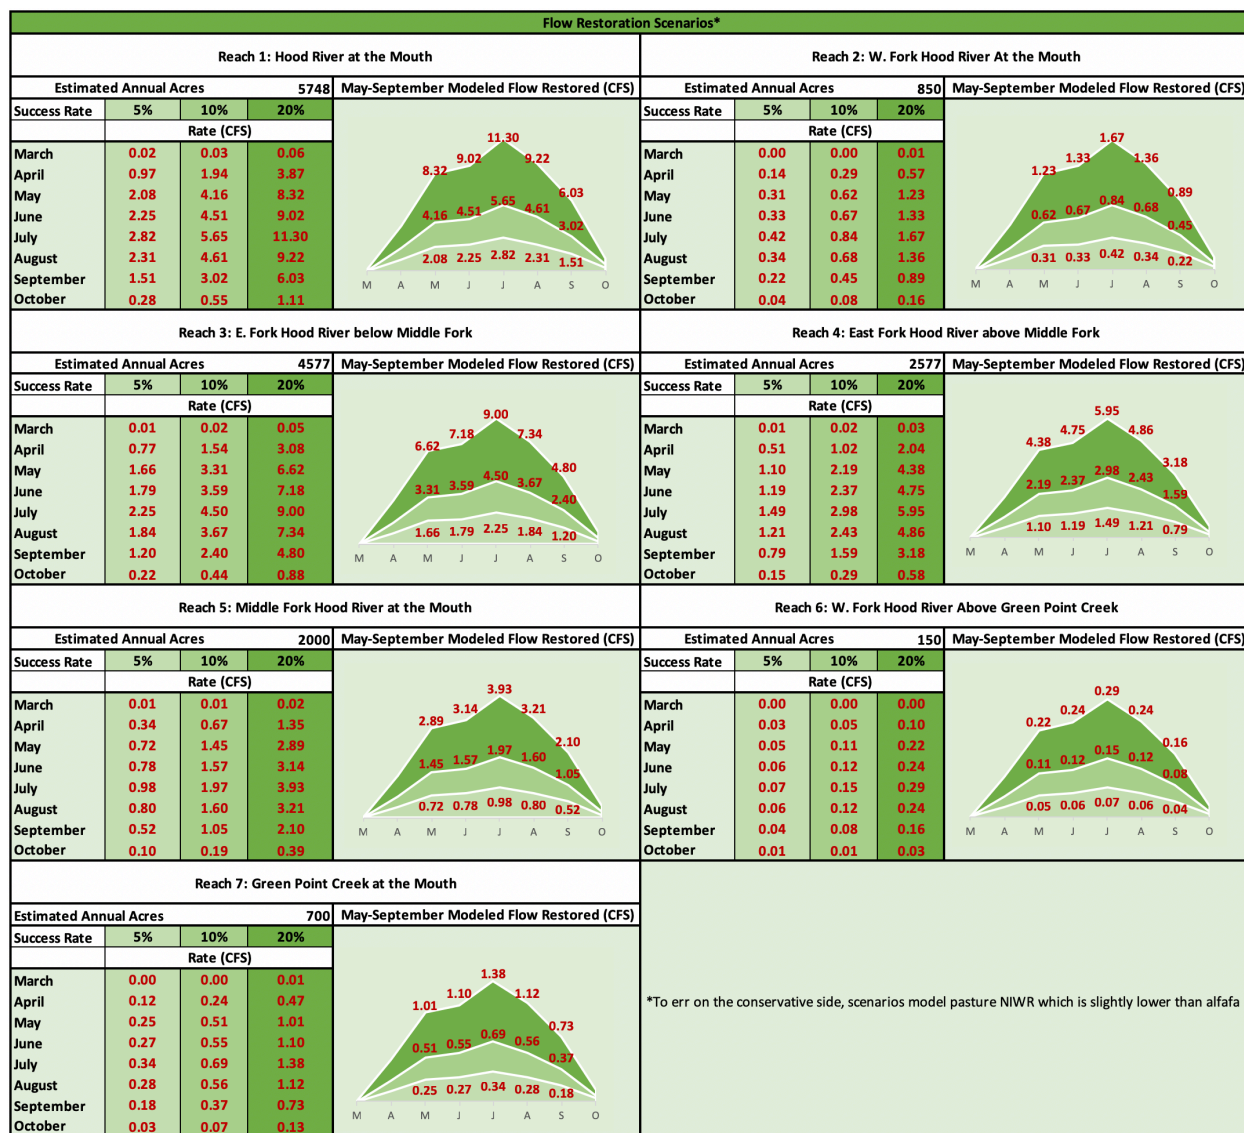 Flow Restoration Scenarios*
Reach 1: Hood River at the Mouth
Estimated Annual Acres 5748 May-September Modeled Flow Restored (CFS)
Success Rate 5% 10% 20%
Rate (CFS)
March 0.02 0.03 0.06
April 0.97 1.94 3.87
May 2.08 4.16 8.32
June 2.25 4.51 9.02
July 2.82 5.65 11.30
August 2.31 4.61 9.22
September 1.51 3.02 6.03
October 0.28 0.55 1.11
8.32 9.02 11.30 9.22 6.03
4.16 4.51 5.65 4.61 3.02
2.08 2.25 2.82 2.31 1.51
M A M J J A S O
Reach 2: W. Fork Hood River At the Mouth
Estimated Annual Acres 850 May-September Modeled Flow Restored (CFS)
Success Rate 5% 10% 20%
Rate (CFS)
March 0.00 0.00 0.01
April 0.14 0.29 0.57
May 0.31 0.62 1.23
June 0.33 0.67 1.33
July 0.42 0.84 1.67
August 0.34 0.68 1.36
September 0.22 0.45 0.89
October 0.04 0.08 0.16
1.23 1.33 1.67 1.36 0.89
0.62 0.67 0.84 0.68 0.45
0.31 0.33 0.42 0.34 0.22
M A M J J A S O
Reach 3: E. Fork Hood River below Middle Fork
Estimated Annual Acres 4577 May-September Modeled Flow Restored (CFS)
Success Rate 5% 10% 20%
Rate (CFS)
March 0.01 0.02 0.05
April 0.77 1.54 3.08
May 1.66 3.31 6.62
June 1.79 3.59 7.18
July 2.25 4.50 9.00
August 1.84 3.67 7.34
September 1.20 2.40 4.80
October 0.22 0.44 0.88
6.62 7.18 9.00 7.34 4.80
3.31 3.59 4.50 3.67 2.40
1.66 1.79 2.25 1.84 1.20
M A M J J A S O
Reach 4: East Fork Hood River above Middle Fork
Estimated Annual Acres 2577 May-September Modeled Flow Restored (CFS)
Success Rate 5% 10% 20%
Rate (CFS)
March 0.01 0.02 0.03
April 0.51 1.02 2.04
May 1.10 2.19 4.38
June 1.19 2.37 4.75
July 1.49 2.98 5.95
August 1.21 2.43 4.86
September 0.79 1.59 3.18
October 0.15 0.29 0.58
4.38 4.75 5.95 4.86 3.18
2.19 2.37 2.98 2.43 1.59
1.10 1.19 1.49 1.21 0.79
M A M J J A S O
Reach 5: Middle Fork Hood River at the Mouth
Estimated Annual Acres 2000 May-September Modeled Flow Restored (CFS)
Success Rate 5% 10% 20%
Rate (CFS)
March 0.01 0.01 0.02
April 0.34 0.67 1.35
May 0.72 1.45 2.89
June 0.78 1.57 3.14
July 0.98 1.97 3.93
August 0.80 1.60 3.21
September 0.52 1.05 2.10
October 0.10 0.19 0.39
2.89 3.14 3.93 3.21 2.10
1.45 1.57 1.97 1.60 1.05
0.72 0.78 0.98 0.80 0.52
M A M J J A S O
Reach 6: W. Fork Hood River Above Green Point Creek
Estimated Annual Acres 150 May-September Modeled Flow Restored (CFS)
Success Rate 5% 10% 20%
Rate (CFS)
March 0.00 0.00 0.00
April 0.03 0.05 0.10
May 0.05 0.11 0.22
June 0.06 0.12 0.24
July 0.07 0.15 0.29
August 0.06 0.12 0.24
September 0.04 0.08 0.16
October 0.01 0.01 0.03
0.22 0.24 0.29 0.24 0.16
0.11 0.12 0.15 0.12 0.08
0.05 0.06 0.07 0.06 0.04
M A M J J A S O
Reach 7: Green Point Creek at the Mouth
Estimated Annual Acres 700 May-September Modeled Flow Restored (CFS)
Success Rate 5% 10% 20%
Rate (CFS)
March 0.00 0.00 0.01
April 0.12 0.24 0.47
May 0.25 0.51 1.01
June 0.27 0.55 1.10
July 0.34 0.69 1.38
August 0.28 0.56 1.12
September 0.18 0.37 0.73
October 0.03 0.07 0.13
1.01 1.10 1.38 1.12 0.73
0.51 0.55 0.69 0.56 0.37
0.25 0.27 0.34 0.28 0.18
M A M J J A S O
*To err on the conservative side, scenarios model pasture NIWR which is slightly lower than alfafa